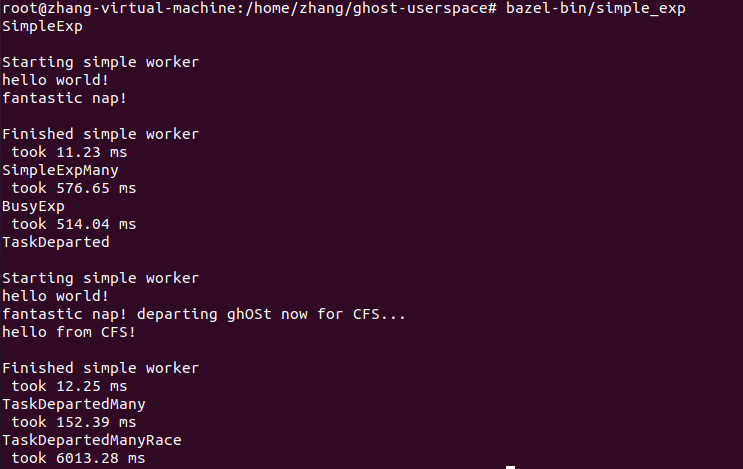 root@zhang-virtual-machine:/home/zhang/ghost-userspace# bazel-bin/simple_exp
SimpleExp
Starting simple worker
hello world!
fantastic nap!
Finished simple worker
took 11.23 ms
SimpleExpMany
took 576.65 ms
BusyExp
took 514.04 ms
TaskDeparted
Starting simple worker
hello world!
fantastic nap! departing ghOSt now for CFS...
hello from CFS!
Finished simple worker
took 12.25 ms
TaskDepartedMany
took 152.39 ms
TaskDepartedManyRace
took 6013.28 ms